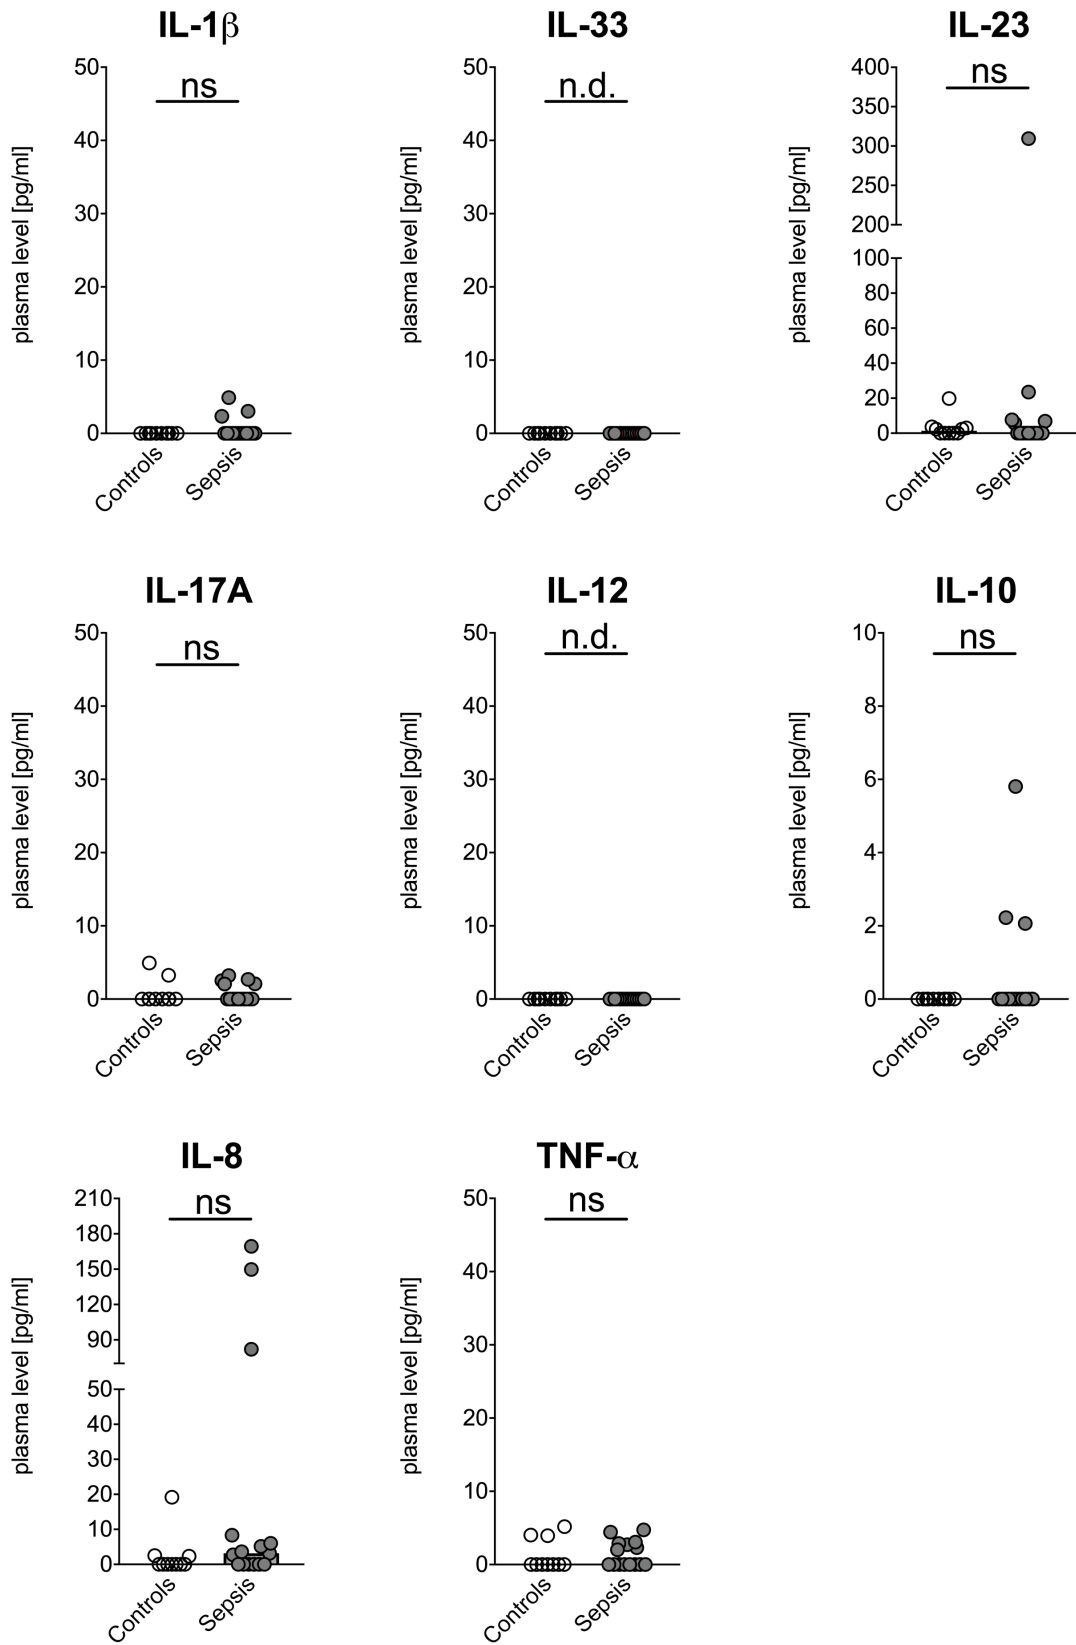 IL-1β
ns
50
40
30
20
10
0
plasma level [pg/ml]
Controls
Sepsis
IL-33
n.d.
50
40
30
20
10
0
plasma level [pg/ml]
Controls
Sepsis
IL-23
ns
400
350
300
250
200
100
80
60
40
20
0
plasma level [pg/ml]
Controls
Sepsis
IL-17A
ns
50
40
30
20
10
0
plasma level [pg/ml]
Controls
Sepsis
IL-12
n.d.
50
40
30
20
10
0
plasma level [pg/ml]
Controls
Sepsis
IL-10
ns
10
8
6
4
2
0
plasma level [pg/ml]
Controls
Sepsis
IL-8
ns
210
180
150
120
90
50
40
30
20
10
0
plasma level [pg/ml]
Controls
Sepsis
TNF-α
ns
50
40
30
20
10
0
plasma level [pg/ml]
Controls
Sepsis